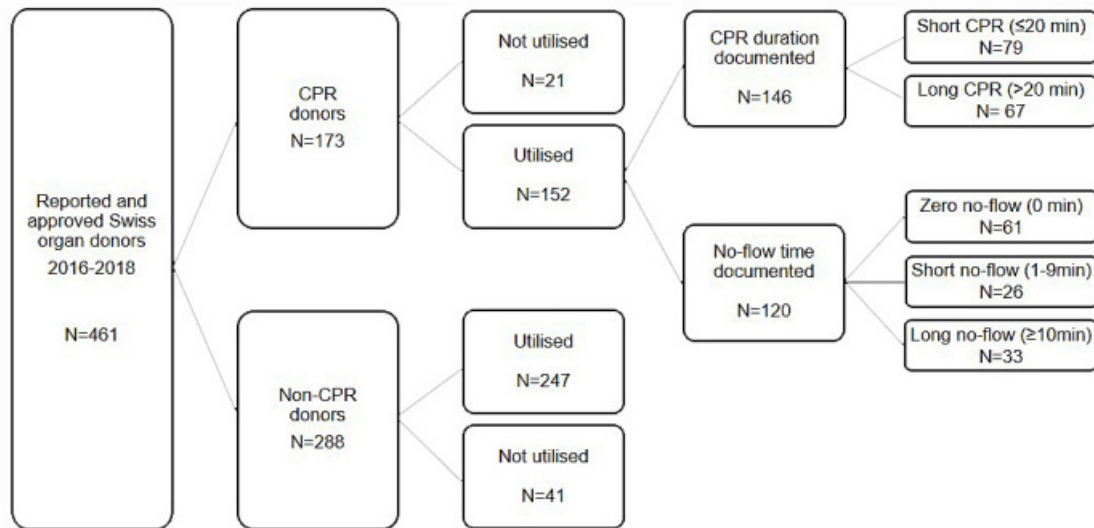 Reported and
approved Swiss
organ donors
2016-2018
N=461
CPR
donors
N=173
Non-CPR
donors
N=288
Not utilised
N=21
Utilised
N=152
Utilised
N=247
Not utilised
N=41
CPR duration
documented
N=146
No-flow time
documented
N=120
Short CPR (≤20 min)
N=79
Long CPR (>20 min)
N= 67
Zero no-flow (0 min)
N=61
Short no-flow (1-9min)
N=26
Long no-flow (≥10min)
N=33